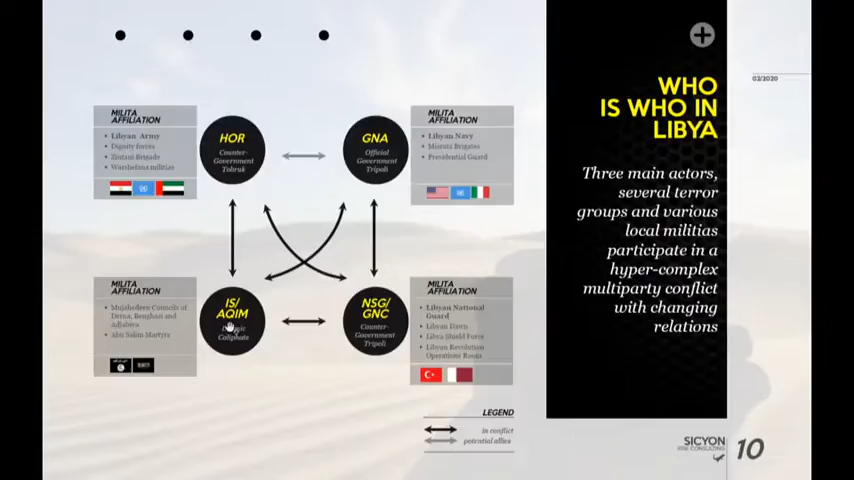 MILITA
AFFILIATION
Libyan Army
Dignity forces
Zintani Brigade
Warshefana militias
HOR
Counter-
Government
Tobruk
GNA
Official
Government
Tripoli
MILITA
AFFILIATION
Libyan Navy
Misrata Brigates
Presidential Guard
MILITA
AFFILIATION
Mujahedeen Councils of
Derna, Benghazi and
Adjabiya
Abu Salim Martyrs
IS/
AQIM
Caliphate
NSG/
GNC
Counter-
Government
Tripoli
MILITA
AFFILIATION
Libyan National
Guard
Libyan Dawn
Libya Shield Force
Libyan Revolution
Operations Room
LEGEND
in conflict
potential allies
WHO
IS WHO IN
LIBYA
Three main actors,
several terror
groups and various
local militias
participate in a
hyper-complex
multiparty conflict
with changing
relations
02/2020
SICYON
CONSULTING
10